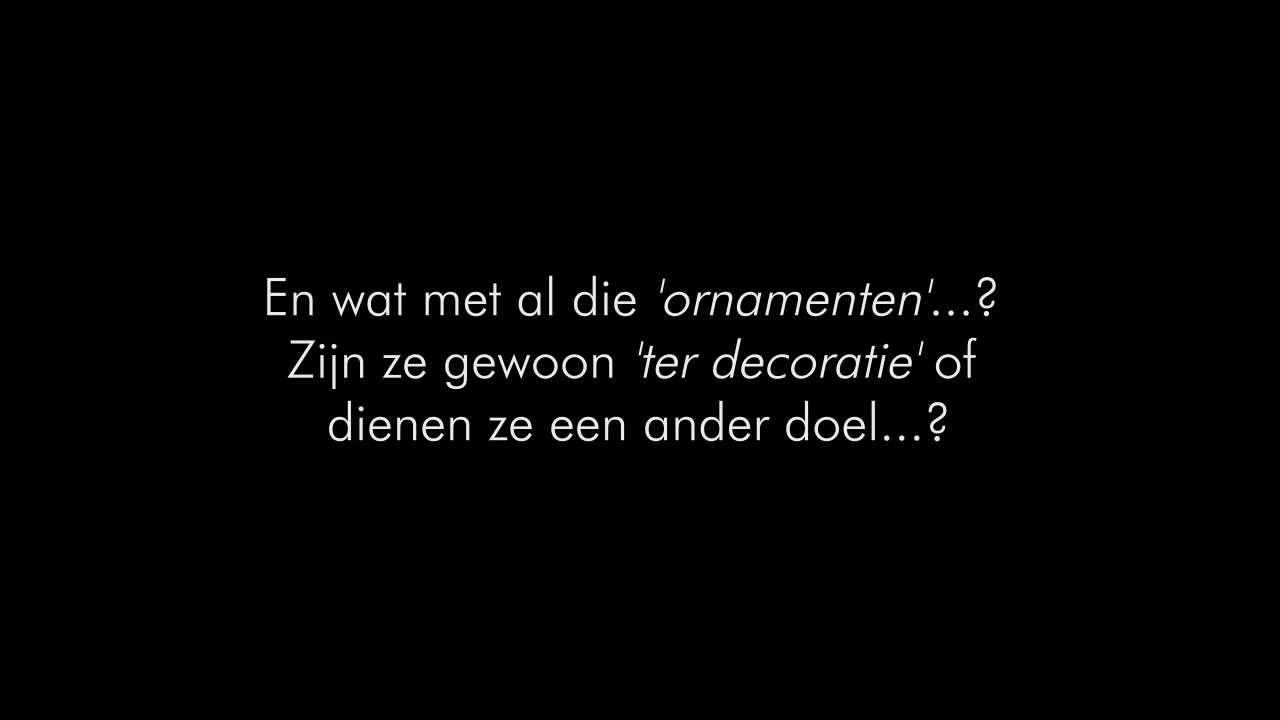 En wat met al die 'ornamenten'...?
Zijn ze gewoon 'ter decoratie' of
dienen ze een ander doel...?